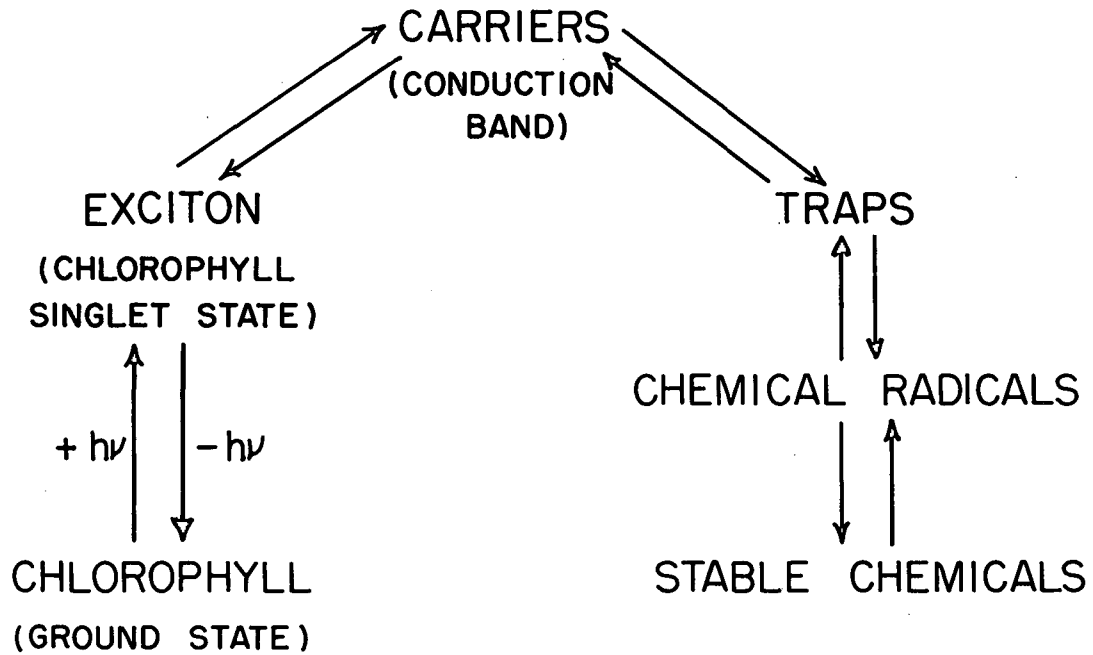 CARRIERS
(CONDUCTION
BAND)
EXCITON
(CHLOROPHYLL
SINGLET STATE)
TRAPS
CHEMICAL RADICALS
+ hν
– hν
CHLOROPHYLL
(GROUND STATE)
STABLE CHEMICALS